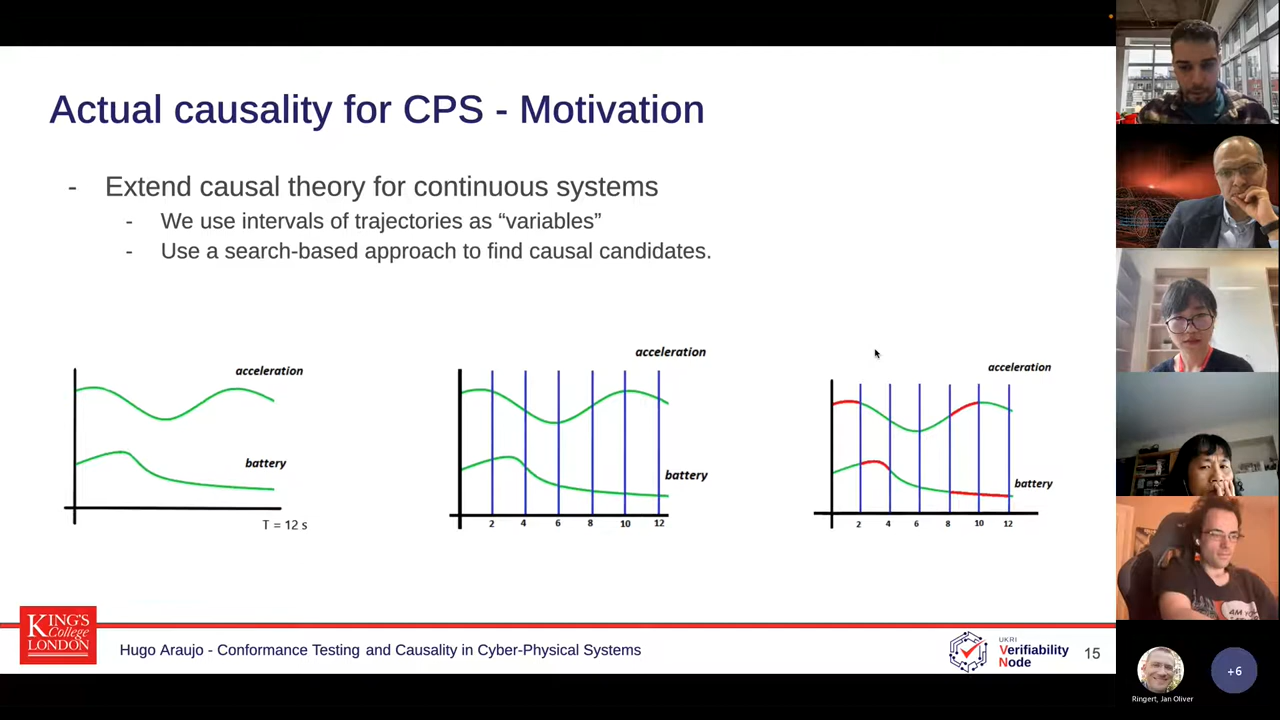 Actual causality for CPS - Motivation
- Extend causal theory for continuous systems
- We use intervals of trajectories as “variables”
- Use a search-based approach to find causal candidates.
acceleration
battery
T = 12 s
acceleration
battery
2 4 6 8 10 12
acceleration
battery
2 4 6 8 10 12
KING'S
College
LONDON
Hugo Araujo - Conformance Testing and Causality in Cyber-Physical Systems
UKRI
Verifiability
Node
15
+6
Ringert, Jan Oliver